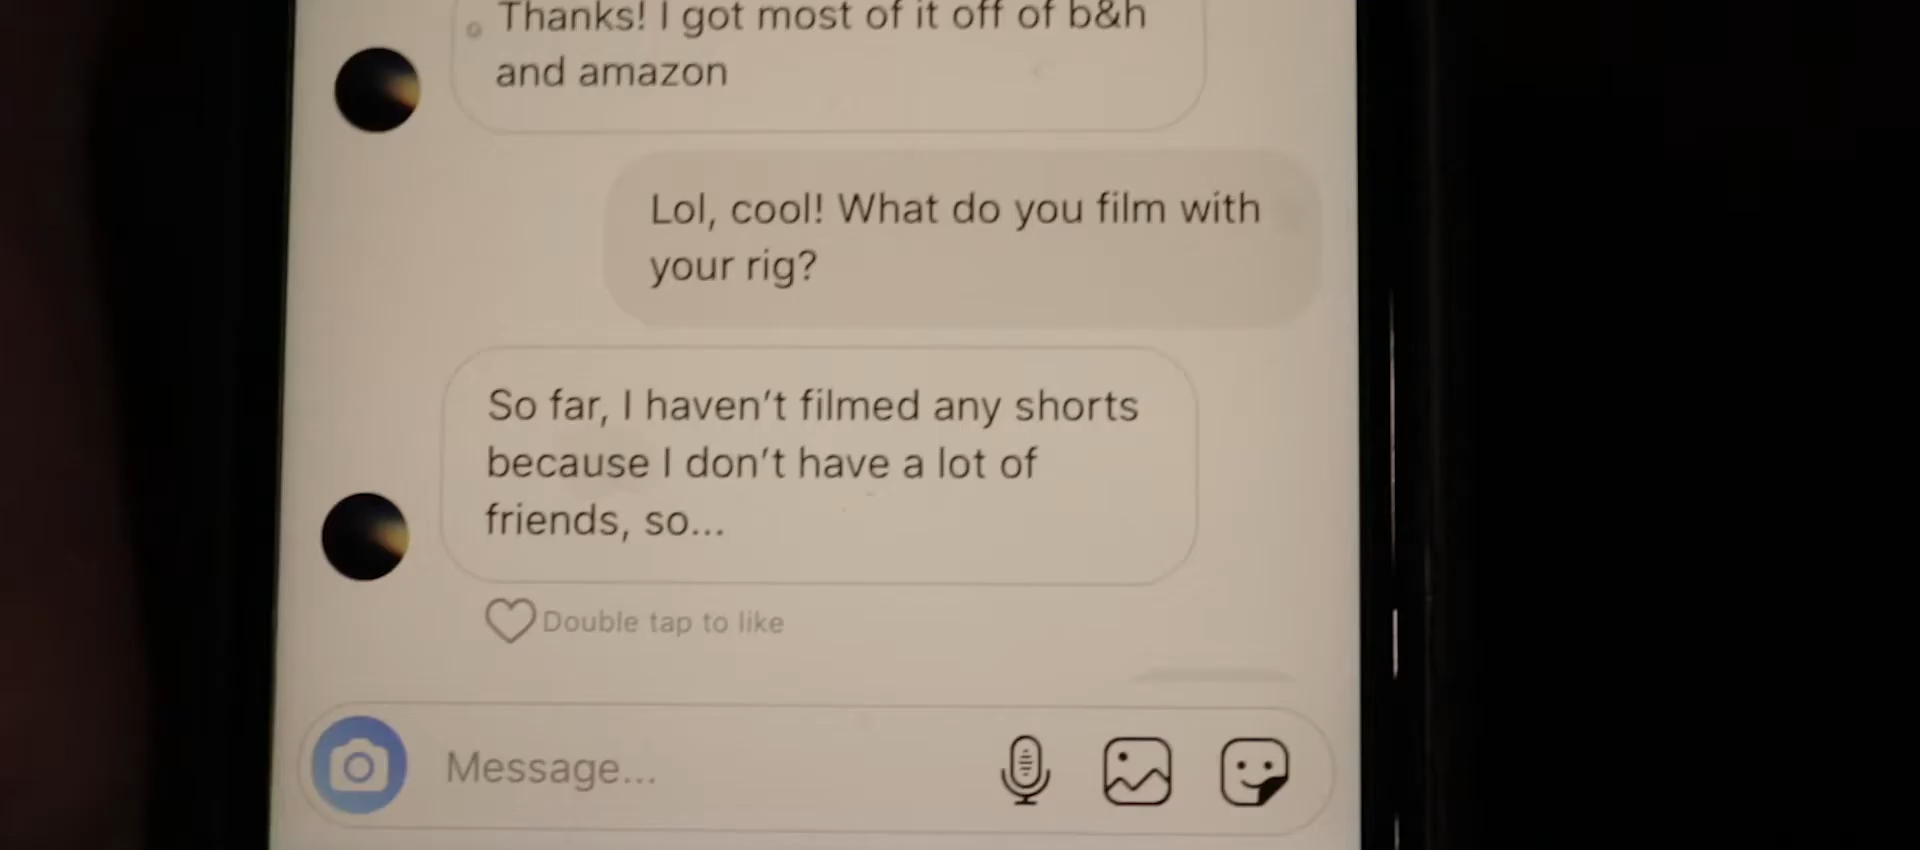 Thanks! I got most of it off of b&h
and amazon
Lol, cool! What do you film with
your rig?
So far, I haven't filmed any shorts
because I don't have a lot of
friends, so...
Double tap to like
Message...